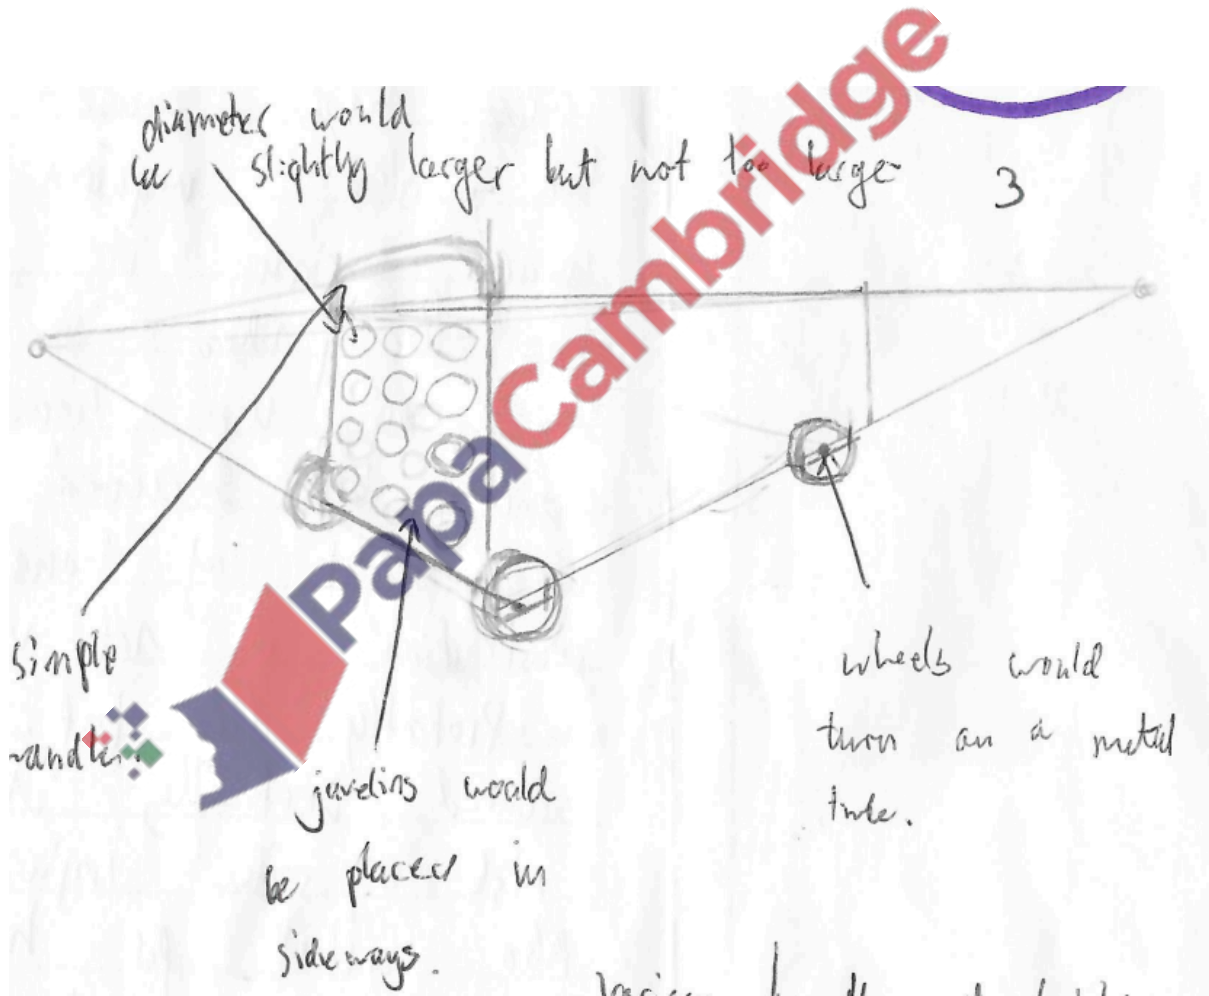 diameter would
be slightly larger but not too large
3
simple
handle.
javelins would
be placed in
sideways.
wheels would
turn on a metal
tube.
PapaCambridge